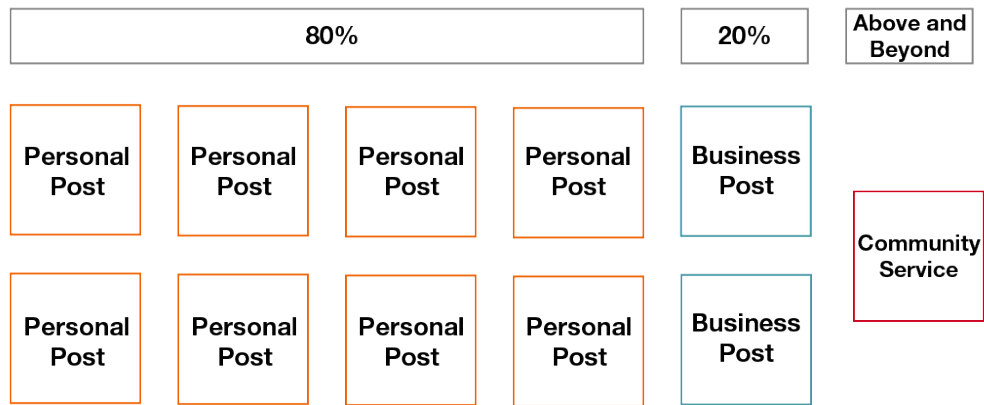 80%
20%
Above and
Beyond
Personal
Post
Personal
Post
Personal
Post
Personal
Post
Business
Post
Community
Service
Personal
Post
Personal
Post
Personal
Post
Personal
Post
Business
Post